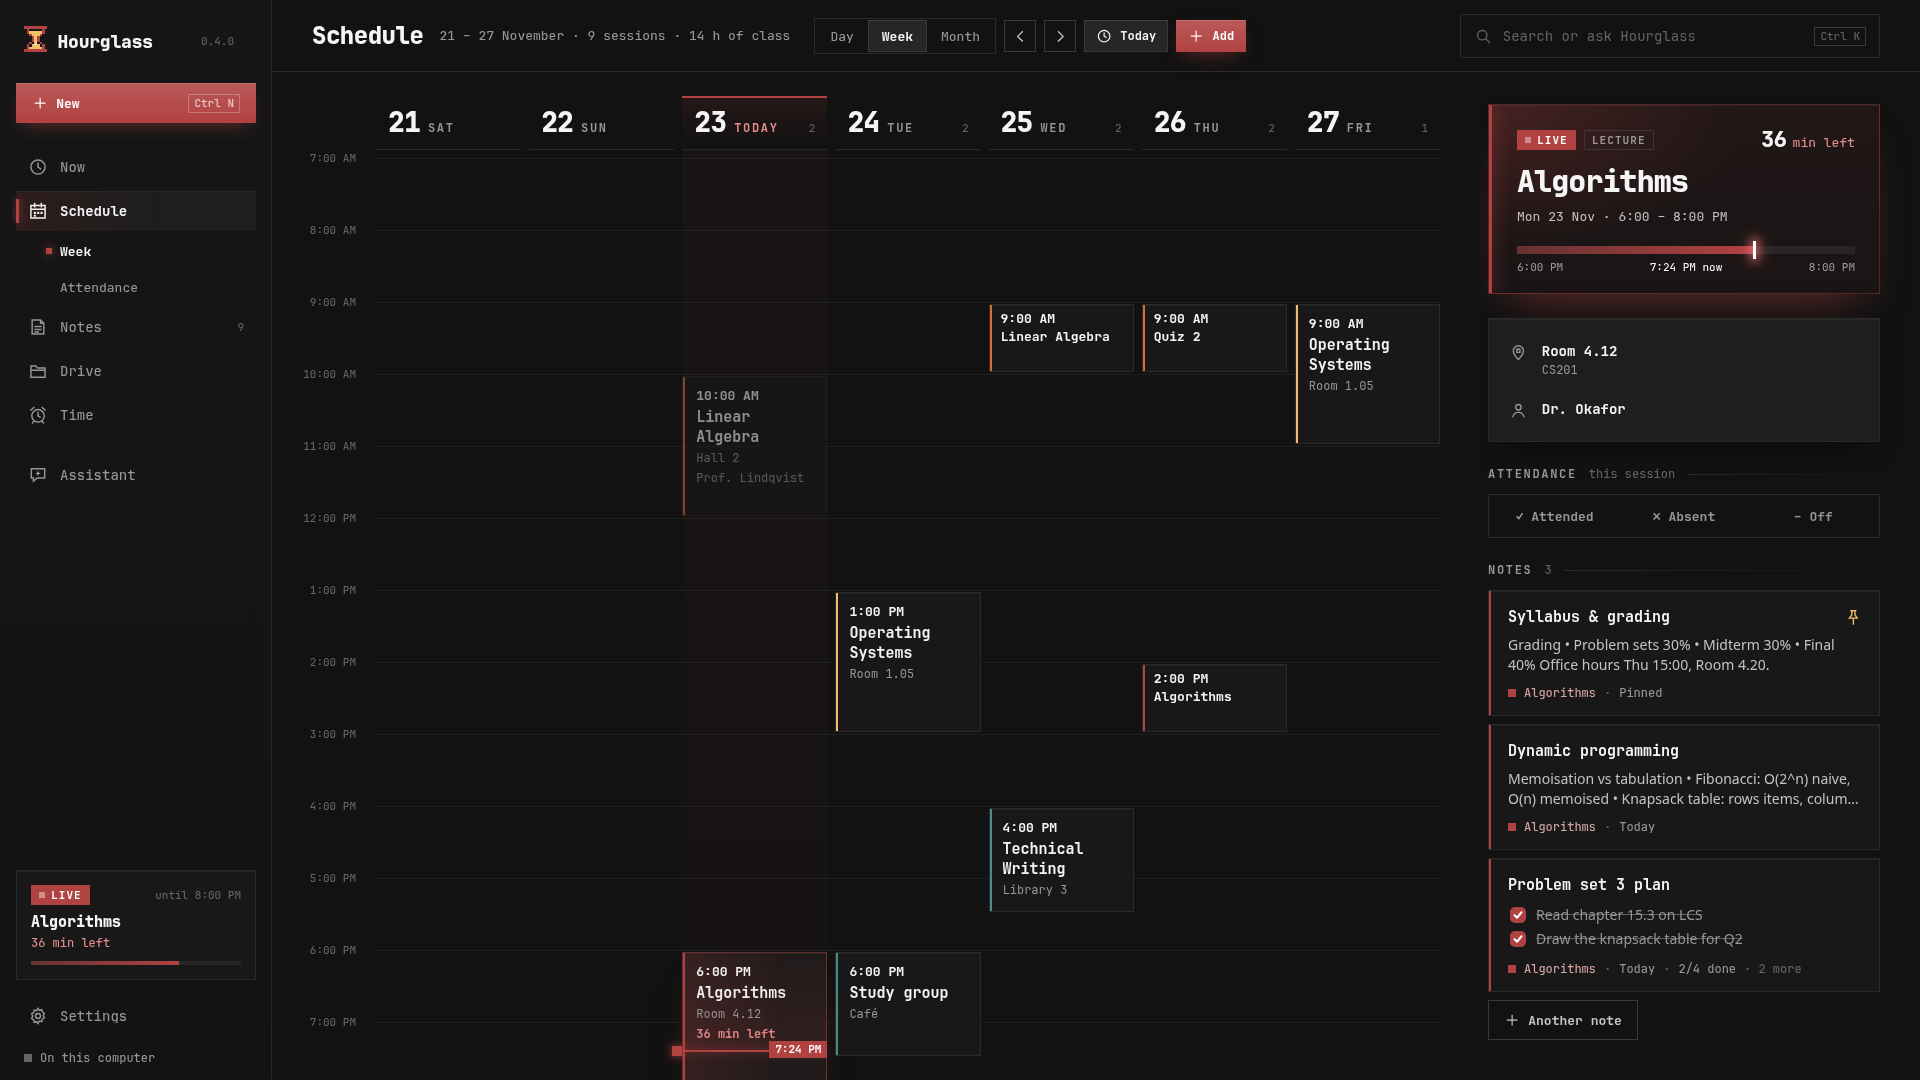 Hourglass 0.4.0
New Ctrl N
Now
Schedule
Week
Attendance
Notes 9
Drive
Time
Assistant
LIVE until 8:00 PM
Algorithms
36 min left
Settings
On this computer
Schedule 21 – 27 November · 9 sessions · 14 h of class
Day Week Month
Today
Add
Search or ask Hourglass Ctrl K
21 SAT
22 SUN
23 TODAY 2
24 TUE 2
25 WED 2
26 THU 2
27 FRI 1
7:00 AM
8:00 AM
9:00 AM
10:00 AM
11:00 AM
12:00 PM
1:00 PM
2:00 PM
3:00 PM
4:00 PM
5:00 PM
6:00 PM
7:00 PM
10:00 AM
Linear
Algebra
Hall 2
Prof. Lindqvist
6:00 PM
Algorithms
Room 4.12
36 min left
7:24 PM
1:00 PM
Operating
Systems
Room 1.05
6:00 PM
Study group
Café
9:00 AM
Linear Algebra
4:00 PM
Technical
Writing
Library 3
9:00 AM
Quiz 2
2:00 PM
Algorithms
9:00 AM
Operating
Systems
Room 1.05
LIVE LECTURE 36 min left
Algorithms
Mon 23 Nov · 6:00 – 8:00 PM
6:00 PM 7:24 PM now 8:00 PM
Room 4.12
CS201
Dr. Okafor
ATTENDANCE this session
✓ Attended × Absent – Off
NOTES 3
Syllabus & grading
Grading • Problem sets 30% • Midterm 30% • Final
40% Office hours Thu 15:00, Room 4.20.
Algorithms · Pinned
Dynamic programming
Memoisation vs tabulation • Fibonacci: O(2^n) naive,
O(n) memoised • Knapsack table: rows items, colum…
Algorithms · Today
Problem set 3 plan
Read chapter 15.3 on LCS
Draw the knapsack table for Q2
Algorithms · Today · 2/4 done · 2 more
Another note